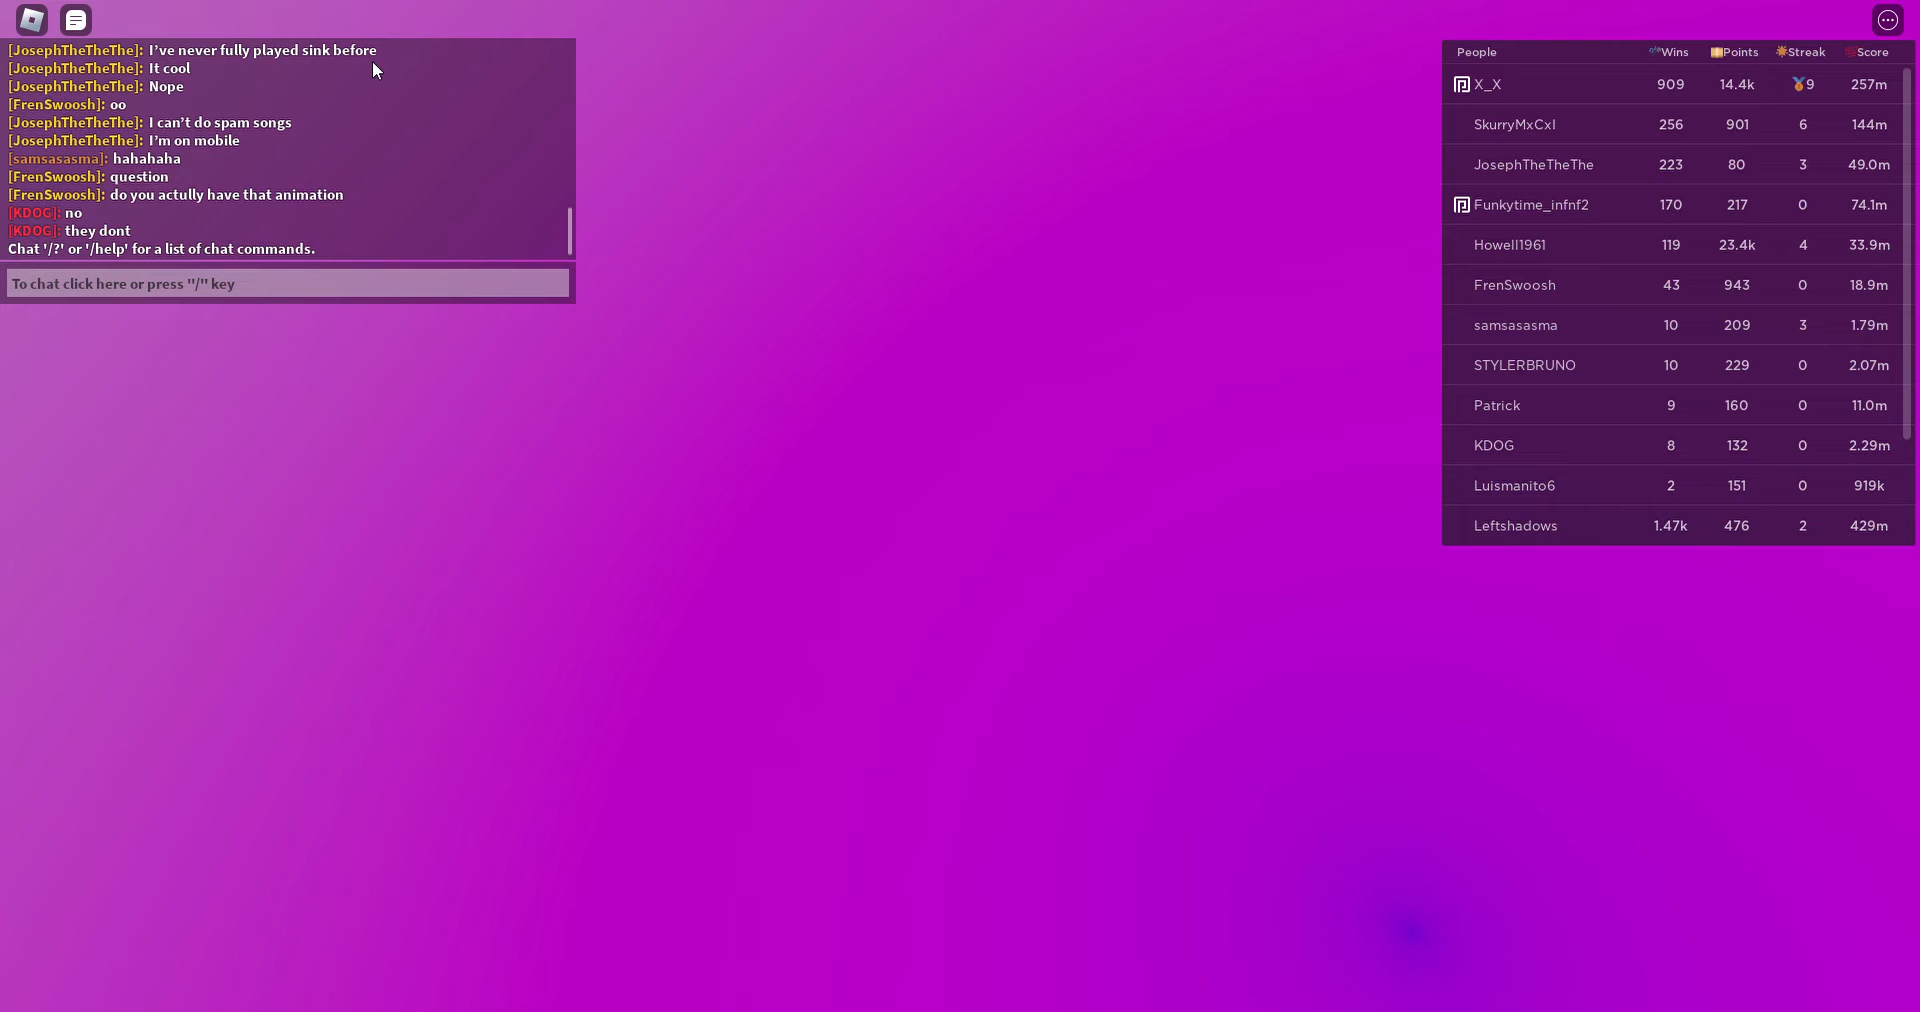 [JosephTheTheThe]: I've never fully played sink before
[JosephTheTheThe]: It cool
[JosephTheTheThe]: Nope
[FrenSwoosh]: oo
[JosephTheTheThe]: I can't do spam songs
[JosephTheTheThe]: I'm on mobile
[samsasasma]: hahahaha
[FrenSwoosh]: question
[FrenSwoosh]: do you actully have that animation
[KDOG]: no
[KDOG]: they dont
Chat '/?' or '/help' for a list of chat commands.
To chat click here or press "/" key
People Wins Points Streak Score
X_X 909 14.4k 9 257m
SkurryMxCxl 256 901 6 144m
JosephTheTheThe 223 80 3 49.0m
Funkytime_infnf2 170 217 0 74.1m
Howell1961 119 23.4k 4 33.9m
FrenSwoosh 43 943 0 18.9m
samsasasma 10 209 3 1.79m
STYLERBRUNO 10 229 0 2.07m
Patrick 9 160 0 11.0m
KDOG 8 132 0 2.29m
Luismanito6 2 151 0 919k
Leftshadows 1.47k 476 2 429m